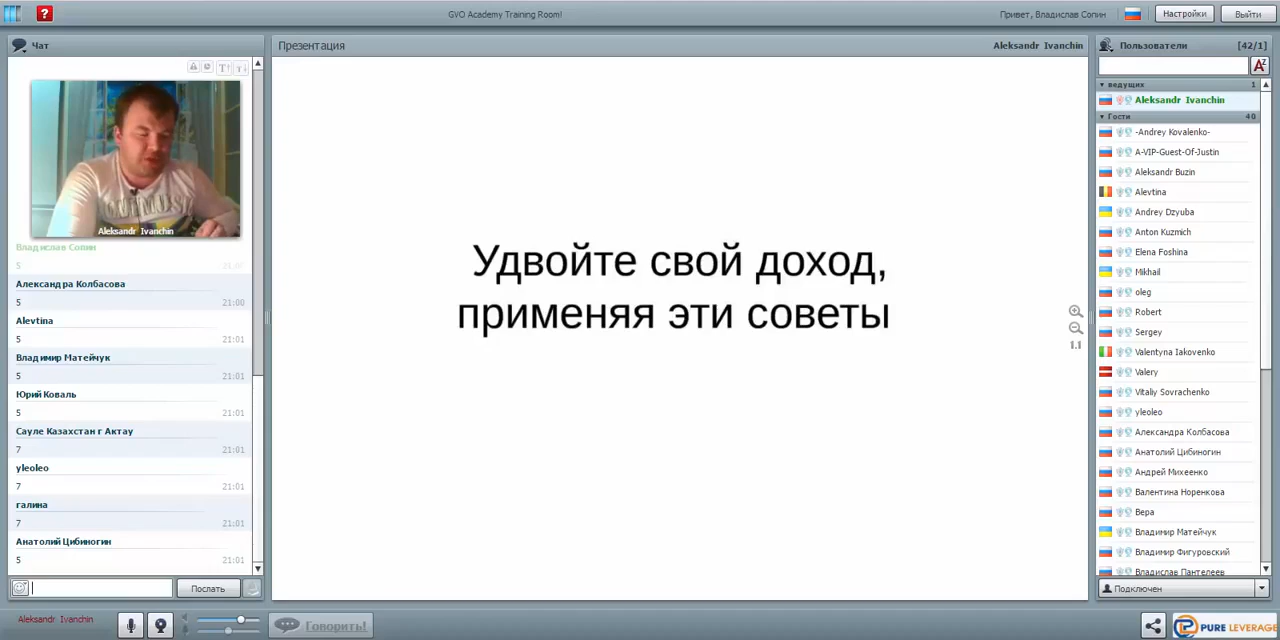 ?
GVO Academy Training Room!
Привет, Владислав Сопин
Настройки
Выйти
Чат
Aleksandr Ivanchin
Владислав Сопин
5
Александра Колбасова
5 21:00
Alevtina
5 21:01
Владимир Матейчук
5 21:01
Юрий Коваль
5 21:01
Сауле Казахстан г Актау
7 21:01
yleoleo
7 21:01
галина
7 21:01
Анатолий Цибиногин
5 21:01
Послать
Презентация
Aleksandr Ivanchin
Удвойте свой доход,
применяя эти советы
1.1
Пользователи [42/1]
ведущих 1
Aleksandr Ivanchin
Гости 40
-Andrey Kovalenko-
A-VIP-Guest-Of-Justin
Aleksandr Buzin
Alevtina
Andrey Dzyuba
Anton Kuzmich
Elena Foshina
Mikhail
oleg
Robert
Sergey
Valentyna Iakovenko
Valery
Vitaliy Sovrachenko
yleoleo
Александра Колбасова
Анатолий Цибиногин
Андрей Михеенко
Валентина Норенкова
Вера
Владимир Матейчук
Владимир Фигуровский
Владислав Пантелеев
Подключен
Aleksandr Ivanchin
Говорить!
PURE LEVERAGE